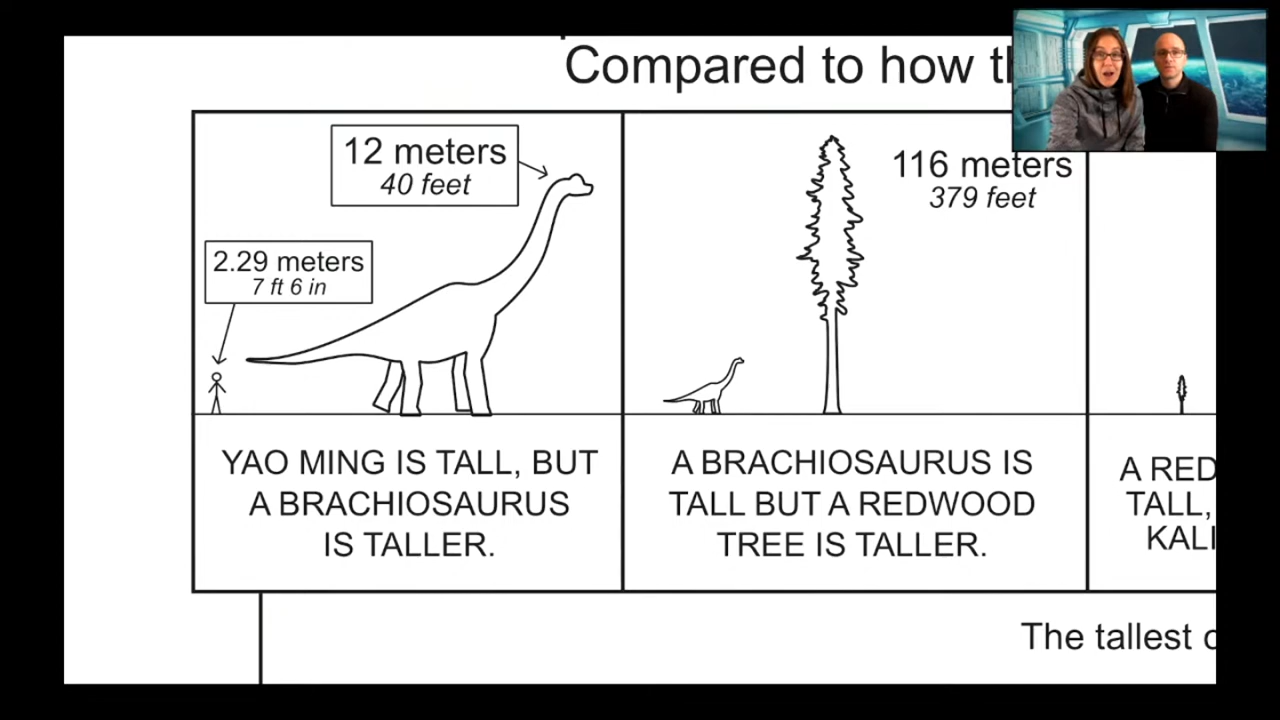 Compared to how
12 meters
40 feet
2.29 meters
7 ft 6 in
116 meters
379 feet
YAO MING IS TALL, BUT
A BRACHIOSAURUS
IS TALLER.
A BRACHIOSAURUS IS
TALL BUT A REDWOOD
TREE IS TALLER.
A RED
TALL,
KALI
The tallest